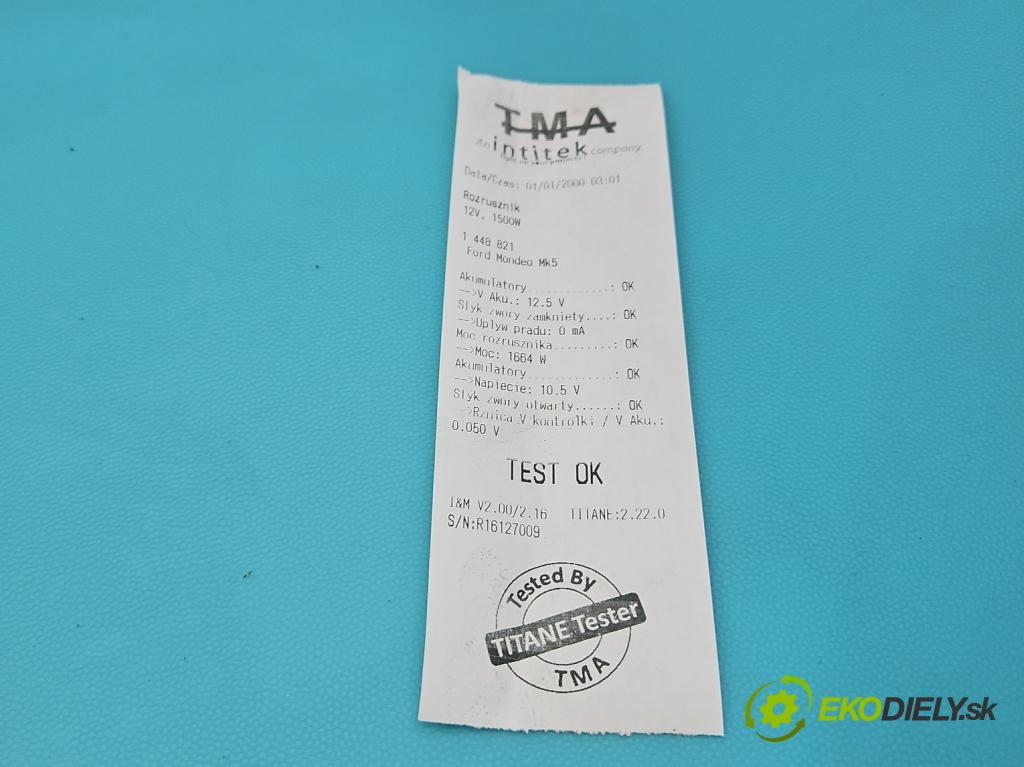 TMA
An intitek company
Data/Czas: 01/01/2000 03:01
Rozrusznik
12V, 1500W
1 448 821
Ford Mondeo Mk5
Akumulatory............: OK
-->V Aku.: 12.5 V
Styk zwory zamkniety....: OK
-->Uplyw pradu: 0 mA
Moc rozrusznika.........: OK
-->Moc: 1664 W
Akumulatory............: OK
-->Napiecie: 10.5 V
Styk zwory otwarty......: OK
-->Rznica V kontrolki / V Aku.:
0.050 V
TEST OK
I&M V2.00/2.16 TITANE:2.22.0
S/N:R16127009
Tested By
TITANE Tester
TMA
EKODIELY.sk